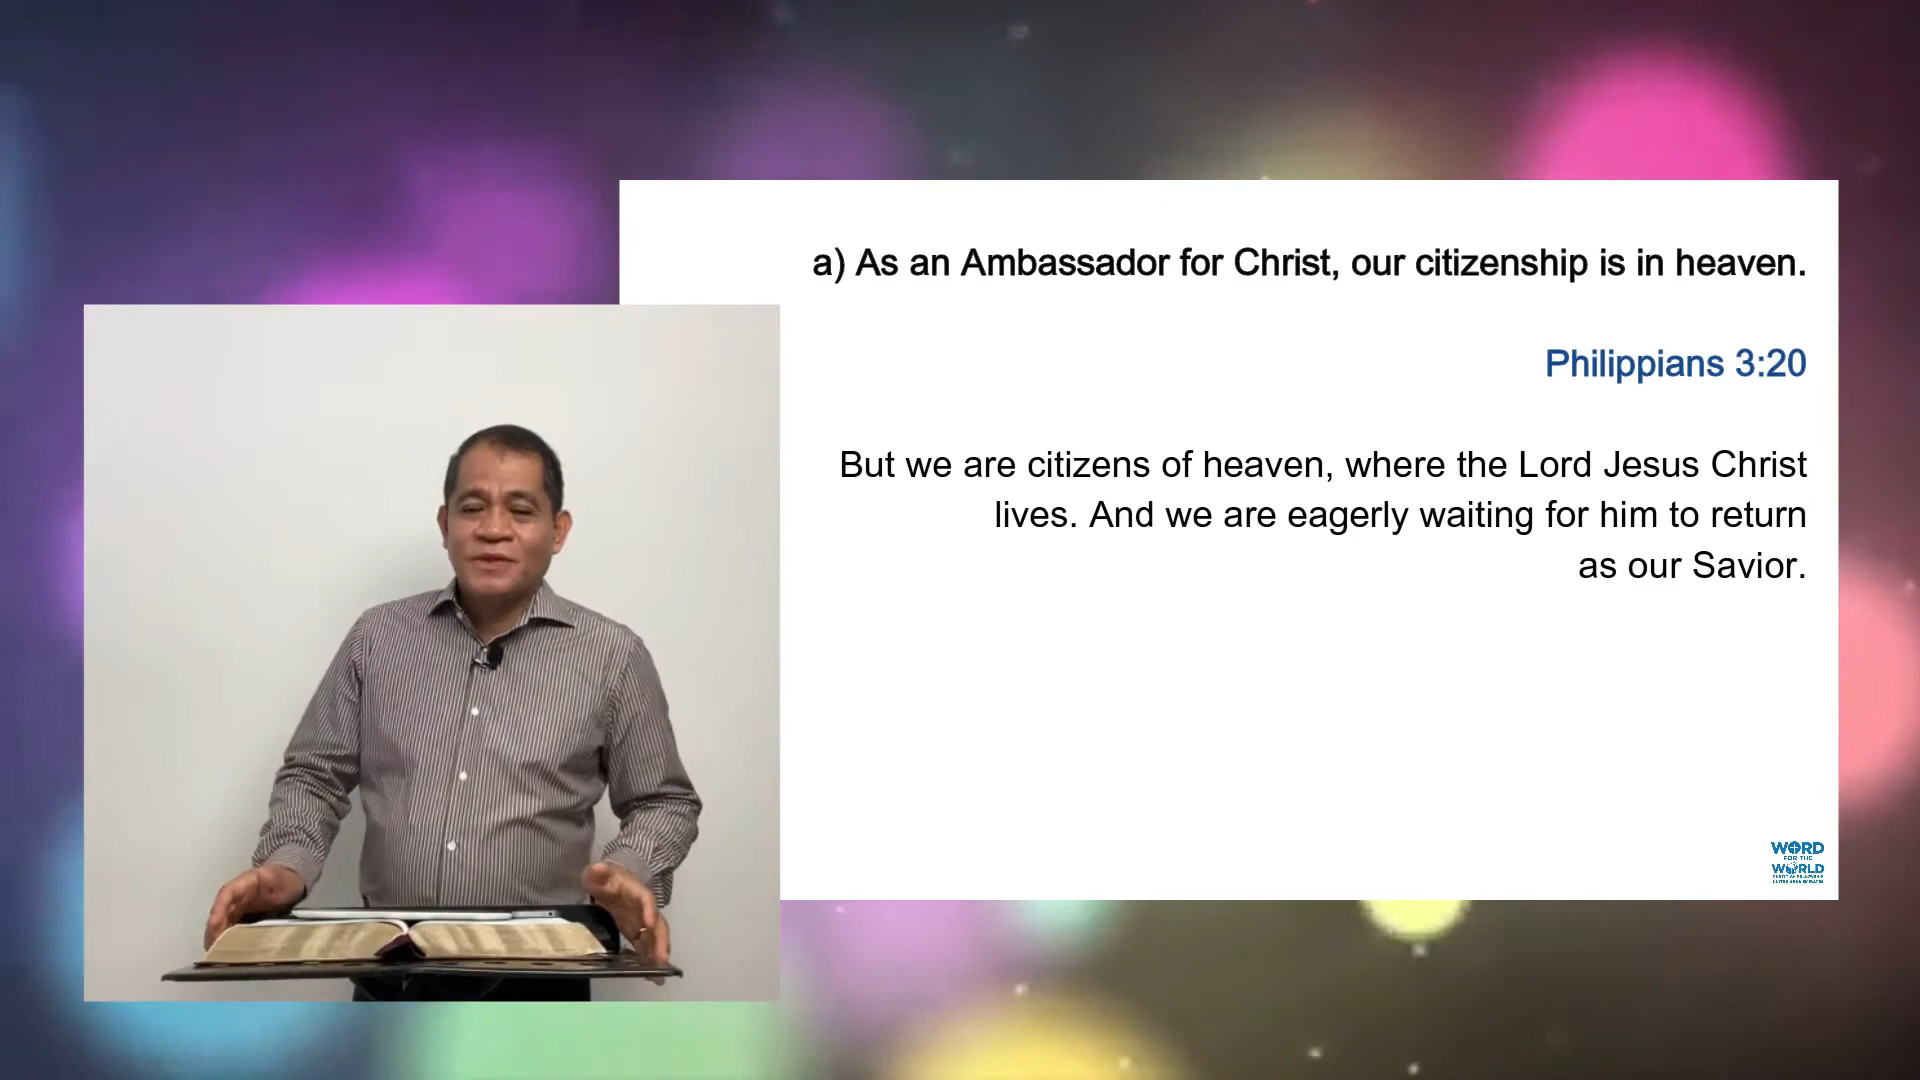 a) As an Ambassador for Christ, our citizenship is in heaven.
Philippians 3:20
But we are citizens of heaven, where the Lord Jesus Christ
lives. And we are eagerly waiting for him to return
as our Savior.
WORD
FOR THE
WORLD